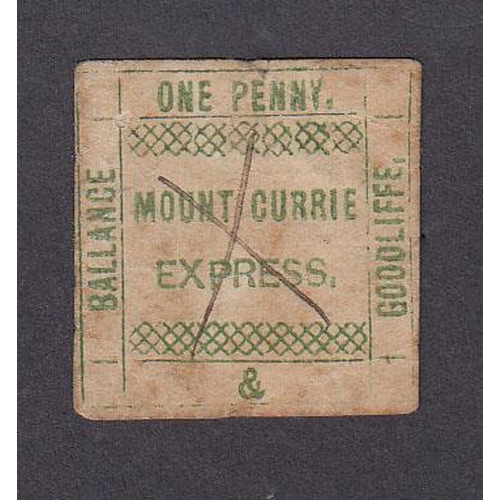 ONE PENNY.
BALLANCE
MOUNT CURRIE
EXPRESS.
&
GOODLIFFE.